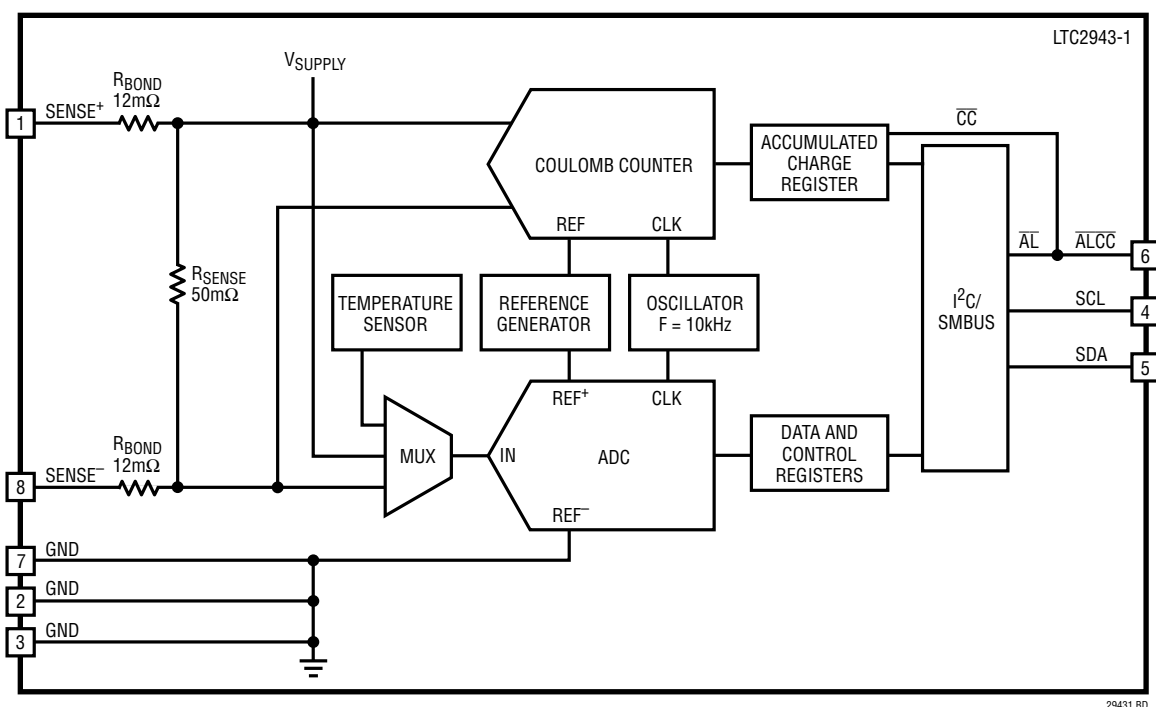 LTC2943-1
VSUPPLY
RBOND
12mΩ
1
SENSE+
CC
COULOMB COUNTER
REF
CLK
ACCUMULATED
CHARGE
REGISTER
AL
ALCC
6
RSENSE
50mΩ
TEMPERATURE
SENSOR
REFERENCE
GENERATOR
OSCILLATOR
F = 10kHz
I2C/
SMBUS
SCL
4
SDA
5
REF+
CLK
RBOND
12mΩ
8
SENSE–
MUX
IN
ADC
REF–
DATA AND
CONTROL
REGISTERS
7
GND
2
GND
3
GND
29431 BD